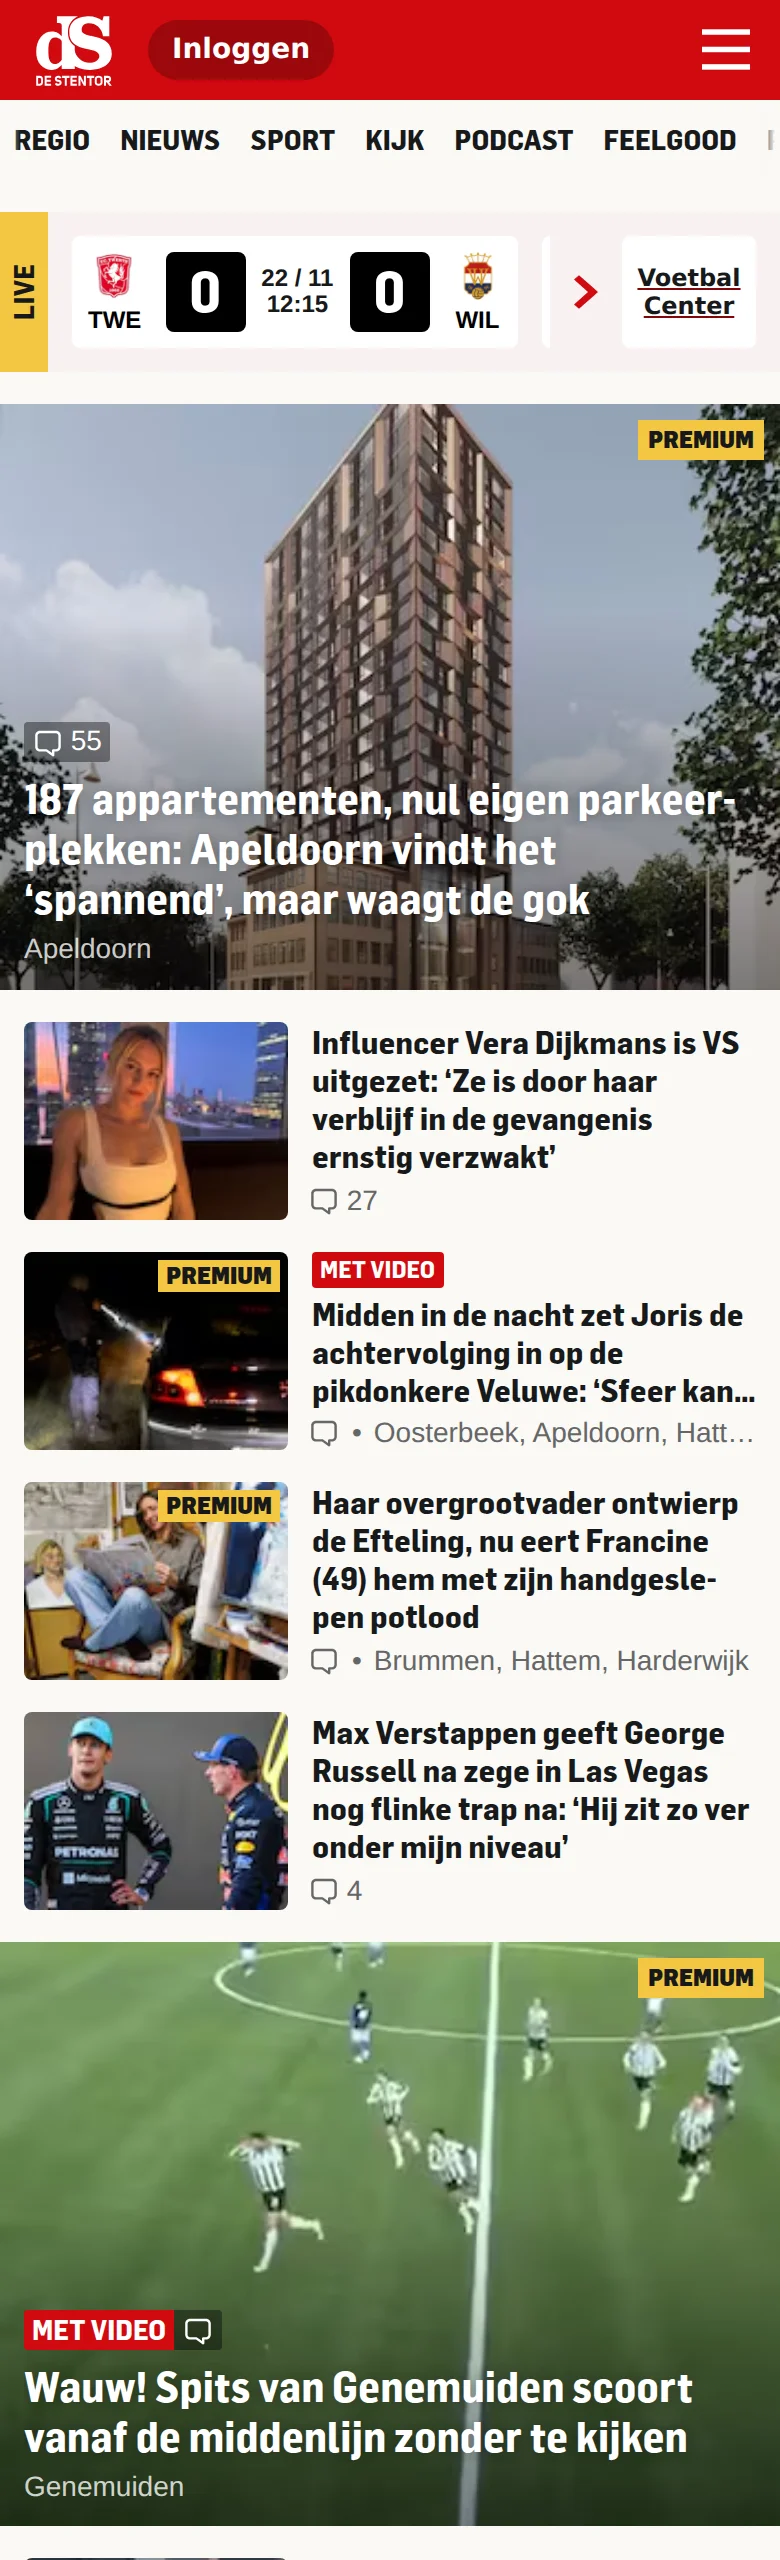 dS
DE STENTOR
Inloggen
REGIO NIEUWS SPORT KIJK PODCAST FEELGOOD
LIVE
TWE
0
22 / 11
12:15
0
WIL
Voetbal
Center
PREMIUM
55
187 appartementen, nul eigen parkeer-
plekken: Apeldoorn vindt het
‘spannend’, maar waagt de gok
Apeldoorn
Influencer Vera Dijkmans is VS
uitgezet: ‘Ze is door haar
verblijf in de gevangenis
ernstig verzwakt’
27
PREMIUM
MET VIDEO
Midden in de nacht zet Joris de
achtervolging in op de
pikdonkere Veluwe: ‘Sfeer kan...
• Oosterbeek, Apeldoorn, Hatt...
PREMIUM
Haar overgrootvader ontwierp
de Efteling, nu eert Francine
(49) hem met zijn handgesle-
pen potlood
• Brummen, Hattem, Harderwijk
PETRONAS
Microsoft
Max Verstappen geeft George
Russell na zege in Las Vegas
nog flinke trap na: ‘Hij zit zo ver
onder mijn niveau’
4
PREMIUM
MET VIDEO
Wauw! Spits van Genemuiden scoort
vanaf de middenlijn zonder te kijken
Genemuiden